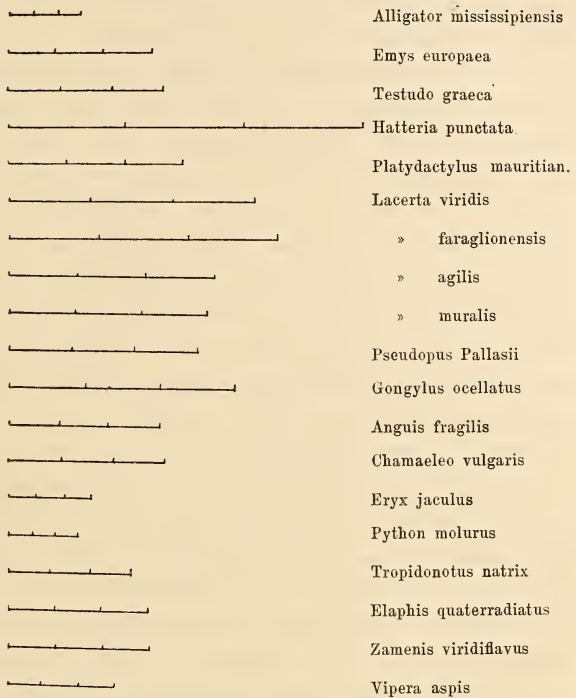 Alligator mississipiensis
Emys europaea
Testudo graeca
Hatteria punctata
Platydactylus mauritian.
Lacerta viridis
» faraglionensis
» agilis
» muralis
Pseudopus Pallasii
Gongylus ocellatus
Anguis fragilis
Chamaeleo vulgaris
Eryx jaculus
Python molurus
Tropidonotus natrix
Elaphis quaterradiatus
Zamenis viridiflavus
Vipera aspis